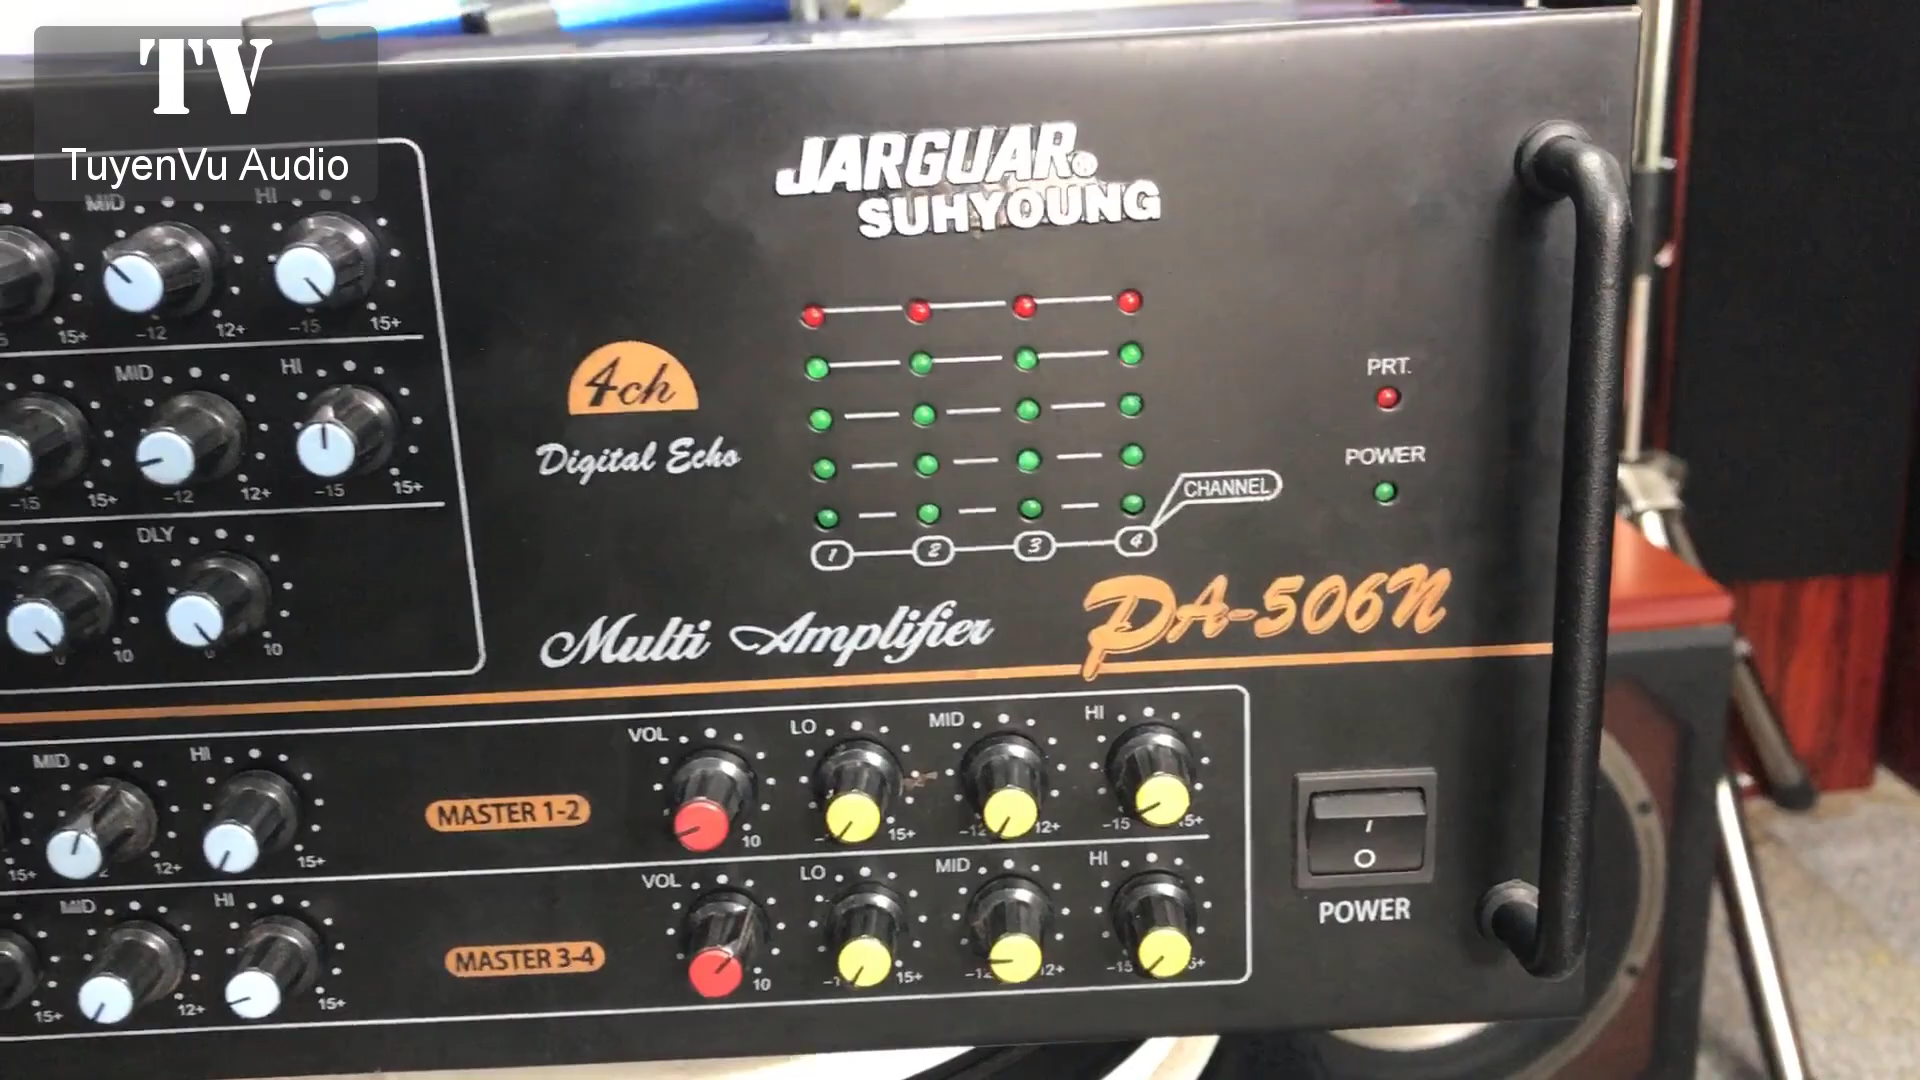 TV
TuyenVu Audio
JARGUAR®
SUHYOUNG
MID HI
15+ -12 12+ -15 15+
MID HI
-15 15+ -12 12+ -15 15+
DLY
0 10 0 10
4ch
Digital Echo
PRT.
POWER
CHANNEL
1 2 3 4
Multi Amplifier
PA-506N
MID HI
15+ 12+ 15+
MASTER 1-2
VOL LO MID HI
10 15+ -12 12+ -15
MID HI
15+ 12+ 15+
MASTER 3-4
VOL LO MID HI
10 15+ -12 12+ -15
I
O
POWER